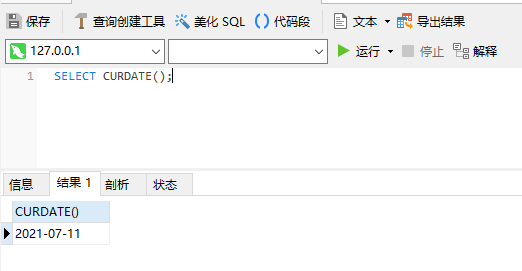 保存 查询创建工具 美化 SQL () 代码段 文本 导出结果
127.0.0.1 运行 停止 解释
1 SELECT CURDATE();
信息 结果 1 剖析 状态
CURDATE()
2021-07-11